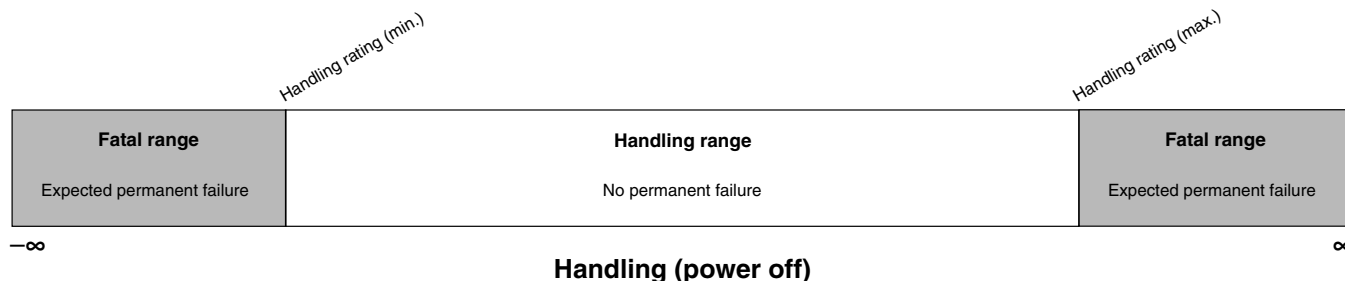 Handling rating (min.)
Handling rating (max.)
Fatal range
Handling range
Fatal range
Expected permanent failure
No permanent failure
Expected permanent failure
–∞
∞
Handling (power off)